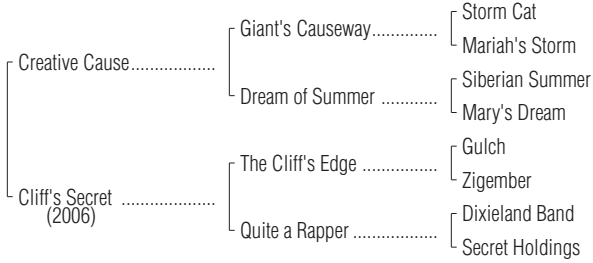 Storm Cat
Giant's Causeway..............
Mariah's Storm
Creative Cause..................
Siberian Summer
Dream of Summer ............
Mary's Dream
Gulch
The Cliff's Edge ................
Zigember
Cliff's Secret ....................
(2006)
Dixieland Band
Quite a Rapper ..................
Secret Holdings